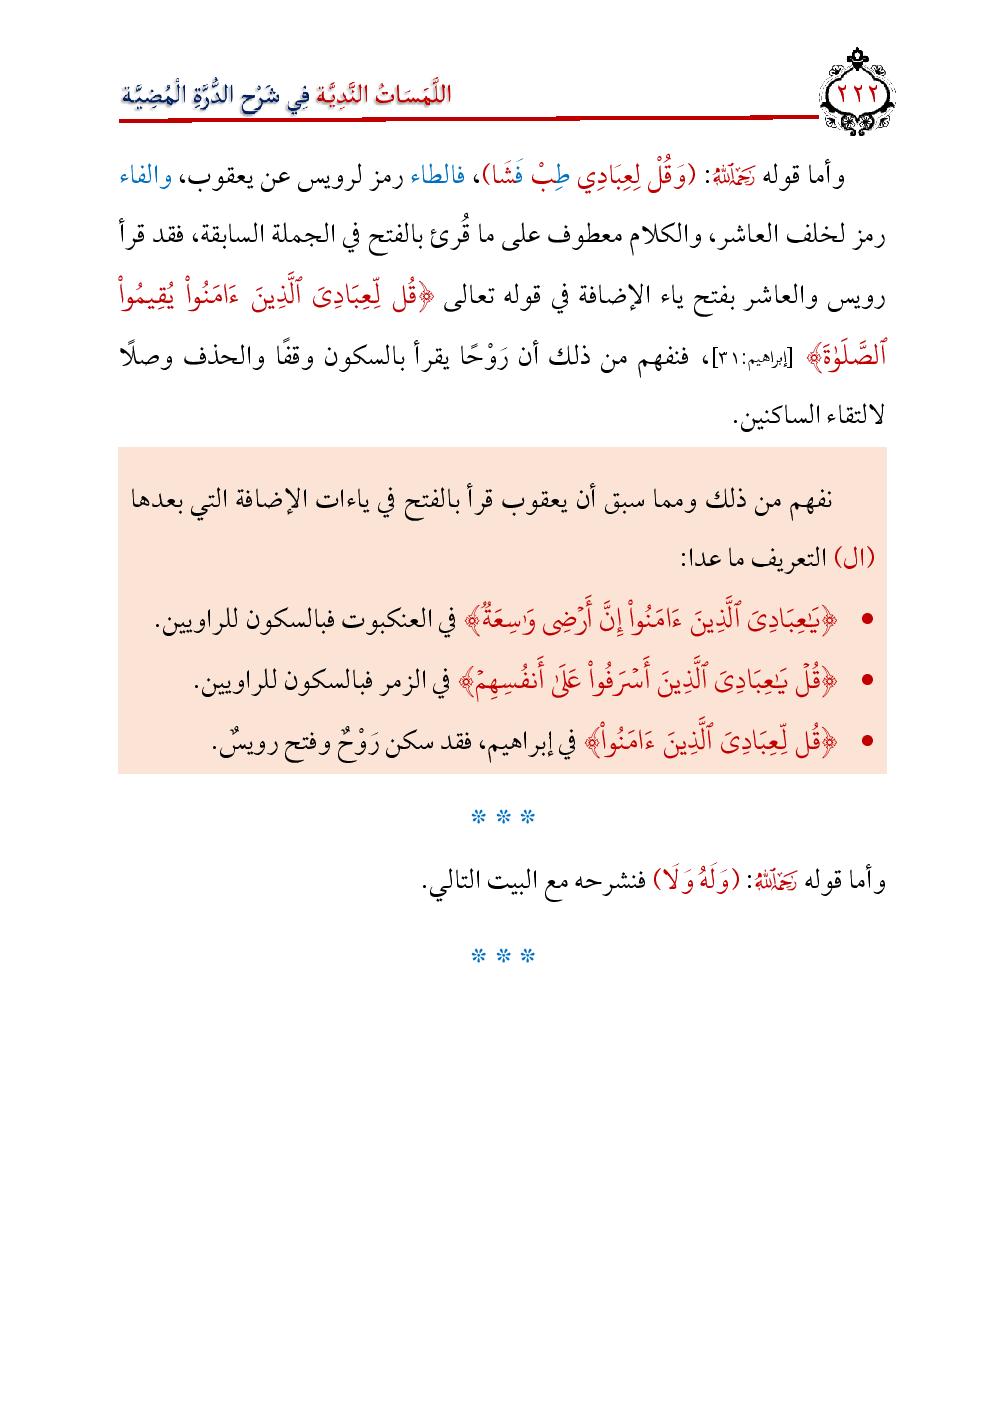 اللَّمَسَاتُ النَّدِيَّة فِي شَرْح الدُّرَّةِ الْمُضِيَّة
٢٢٢
وأما قوله رَحِمَهُ ٱللَّهُ: (وَقُلْ لِعِبَادِي طِبْ فَشَا)، فالطاء رمز لرويس عن يعقوب، والفاء
رمز لخلف العاشر، والكلام معطوف على ما قُرئ بالفتح في الجملة السابقة، فقد قرأ
رويس والعاشر بفتح ياء الإضافة في قوله تعالى ﴿قُل لِّعِبَادِىَ ٱلَّذِينَ ءَامَنُوا۟ يُقِيمُوا۟
ٱلصَّلَوٰةَ﴾ [إبراهيم:٣١]، فنفهم من ذلك أن رَوْحًا يقرأ بالسكون وقفًا والحذف وصلًا
لالتقاء الساكنين.
نفهم من ذلك ومما سبق أن يعقوب قرأ بالفتح في ياءات الإضافة التي بعدها
(ال) التعريف ما عدا:
• ﴿يَـٰعِبَادِىَ ٱلَّذِينَ ءَامَنُوٓا۟ إِنَّ أَرْضِى وَٰسِعَةٌ﴾ في العنكبوت فبالسكون للراويين.
• ﴿قُلْ يَـٰعِبَادِىَ ٱلَّذِينَ أَسْرَفُوا۟ عَلَىٰٓ أَنفُسِهِمْ﴾ في الزمر فبالسكون للراويين.
• ﴿قُل لِّعِبَادِىَ ٱلَّذِينَ ءَامَنُوا۟﴾ في إبراهيم، فقد سكن رَوْحٌ وفتح رويسٌ.
* * *
وأما قوله رَحِمَهُ ٱللَّهُ: (وَلَهُ وَلَا) فنشرحه مع البيت التالي.
* * *